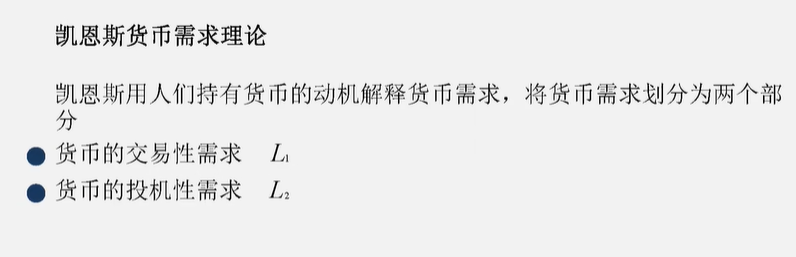 凯恩斯货币需求理论
凯恩斯用人们持有货币的动机解释货币需求，将货币需求划分为两个部
分
货币的交易性需求 L₁
货币的投机性需求 L₂